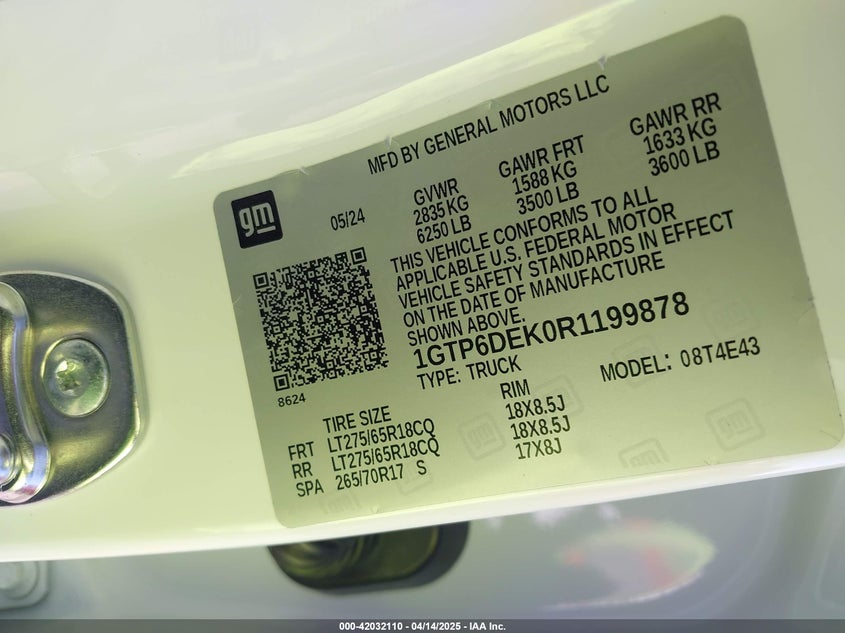 MFD BY GENERAL MOTORS LLC
gm
05/24
GVWR GAWR FRT GAWR RR
2835 KG 1588 KG 1633 KG
6250 LB 3500 LB 3600 LB
THIS VEHICLE CONFORMS TO ALL
APPLICABLE U.S. FEDERAL MOTOR
VEHICLE SAFETY STANDARDS IN EFFECT
ON THE DATE OF MANUFACTURE
SHOWN ABOVE.
1GTP6DEK0R1199878
TYPE: TRUCK MODEL: 08T4E43
8624
TIRE SIZE RIM
FRT LT275/65R18CQ 18X8.5J
RR LT275/65R18CQ 18X8.5J
SPA 265/70R17 S 17X8J
000-42032110 - 04/14/2025 - IAA Inc.